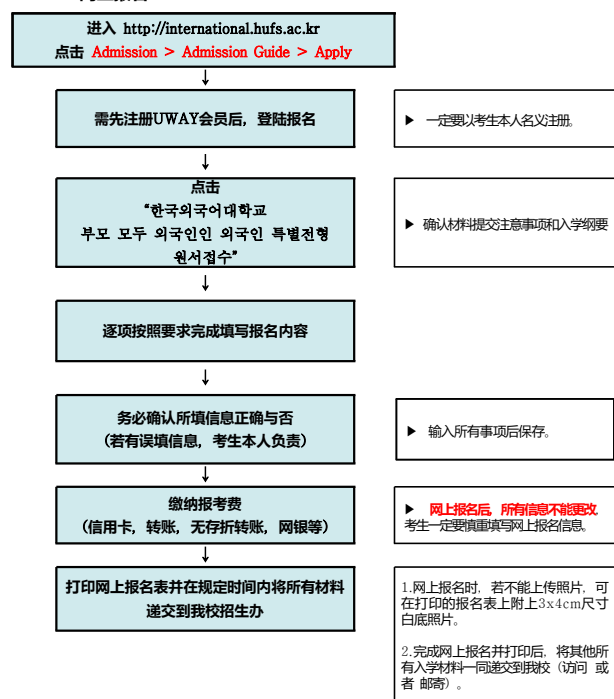 进入 http://international.hufs.ac.kr
点击 Admission > Admission Guide > Apply
需先注册UWAY会员后，登陆报名
▶ 一定要以考生本人名义注册。
点击
“한국외국어대학교
부모 모두 외국인인 외국인 특별전형
원서접수”
▶ 确认材料提交注意事项和入学纲要
逐项按照要求完成填写报名内容
务必确认所填信息正确与否
（若有误填信息，考生本人负责）
▶ 输入所有事项后保存。
缴纳报考费
（信用卡，转账，无存折转账，网银等）
▶ 网上报名后，所有信息不能更改.
考生一定要慎重填写网上报名信息。
打印网上报名表并在规定时间内将所有材料
递交到我校招生办
1.网上报名时，若不能上传照片，可
在打印的报名表上附上3x4cm尺寸
白底照片。
2.完成网上报名并打印后，将其他所
有入学材料一同递交到我校（访问 或
者 邮寄）。